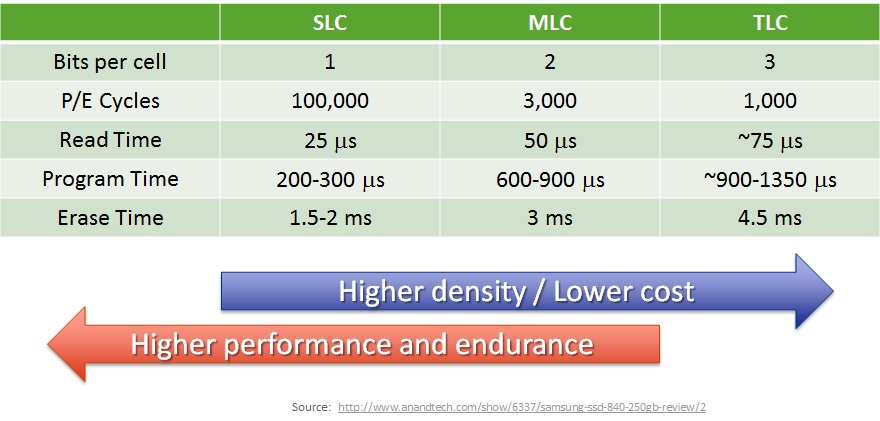 SLC MLC TLC
Bits per cell 1 2 3
P/E Cycles 100,000 3,000 1,000
Read Time 25 μs 50 μs ~75 μs
Program Time 200-300 μs 600-900 μs ~900-1350 μs
Erase Time 1.5-2 ms 3 ms 4.5 ms
Higher density / Lower cost
Higher performance and endurance
Source: http://www.anandtech.com/show/6337/samsung-ssd-840-250gb-review/2